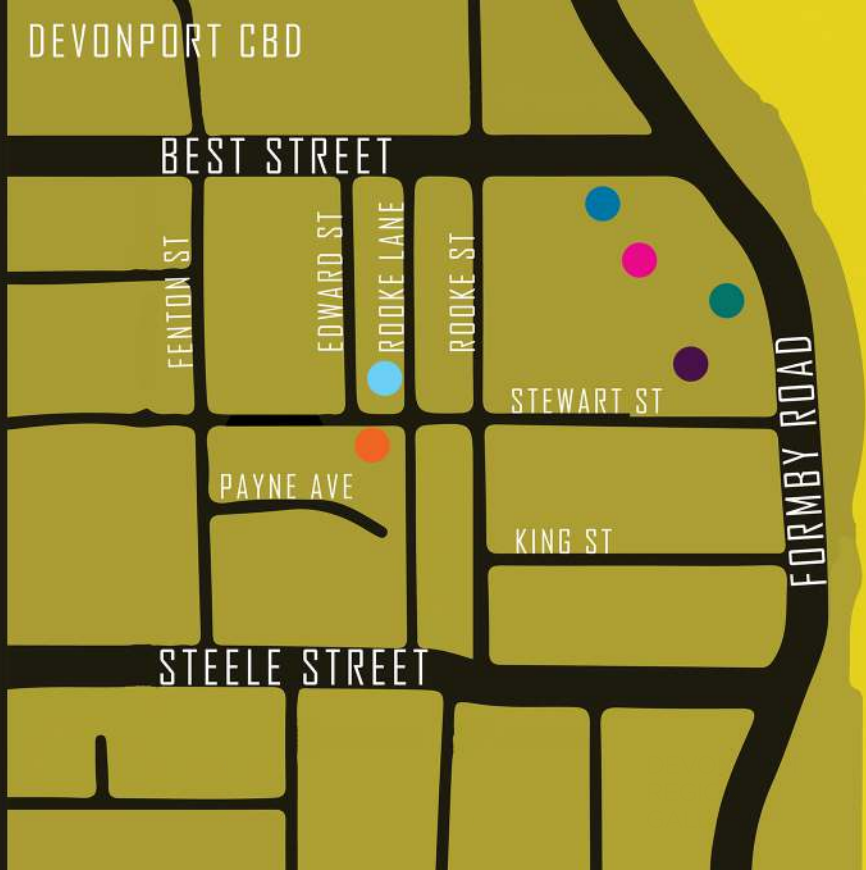 DEVONPORT CBD
BEST STREET
FENTON ST
EDWARD ST
ROOKE LANE
ROOKE ST
STEWART ST
FORMBY ROAD
PAYNE AVE
KING ST
STEELE STREET